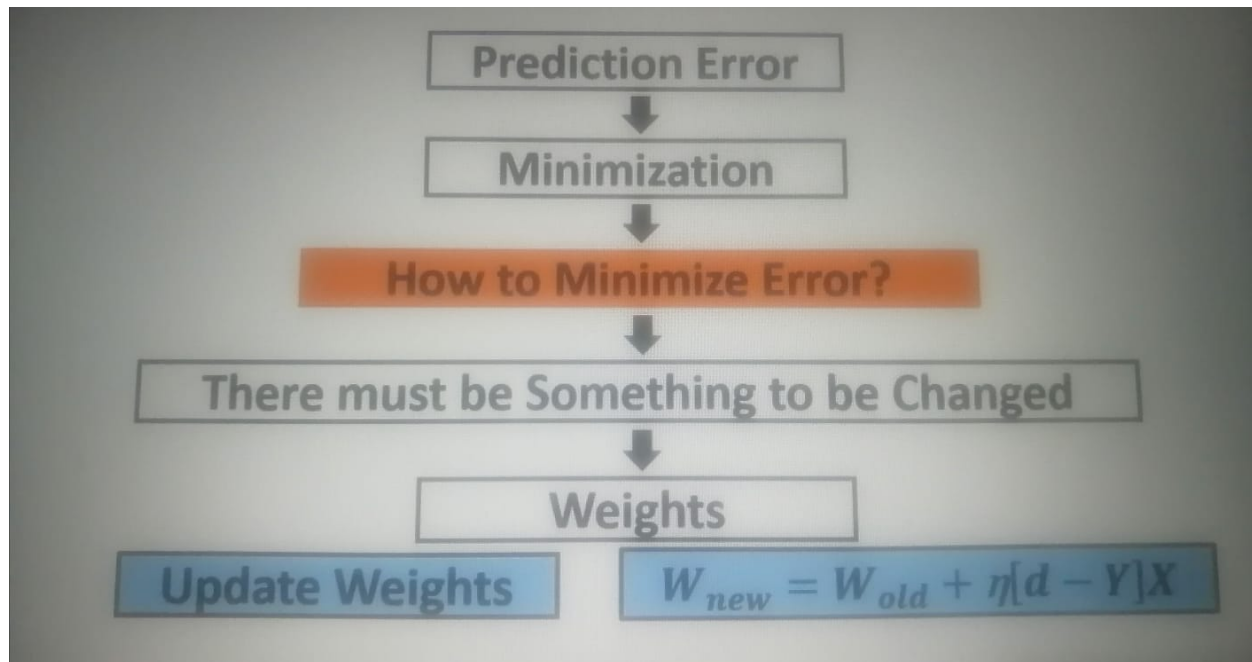 Prediction Error
Minimization
How to Minimize Error?
There must be Something to be Changed
Weights
Update Weights
W_new = W_old + η[d − Y]X